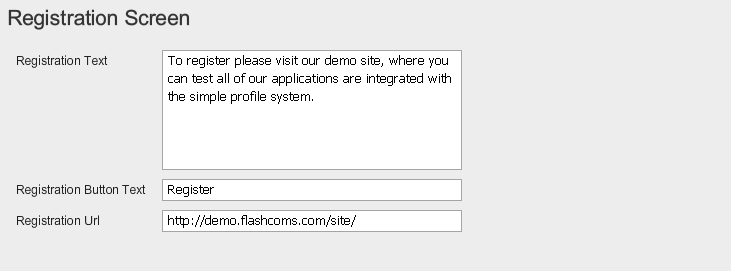 Registration Screen
Registration Text
To register please visit our demo site, where you
can test all of our applications are integrated with
the simple profile system.
Registration Button Text
Register
Registration Url
http://demo.flashcoms.com/site/